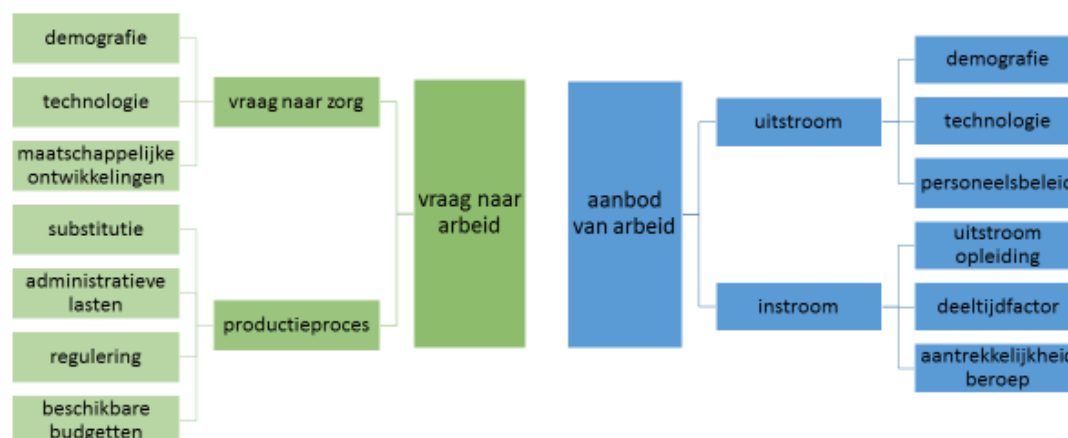 demografie
technologie
maatschappelijke
ontwikkelingen
substitutie
administratieve
lasten
regulering
beschikbare
budgetten
vraag naar zorg
productieproces
vraag naar
arbeid
aanbod
van arbeid
uitstroom
instroom
demografie
technologie
personeelsbeleid
uitstroom
opleiding
deeltijdfactor
aantrekkelijkheid
beroep